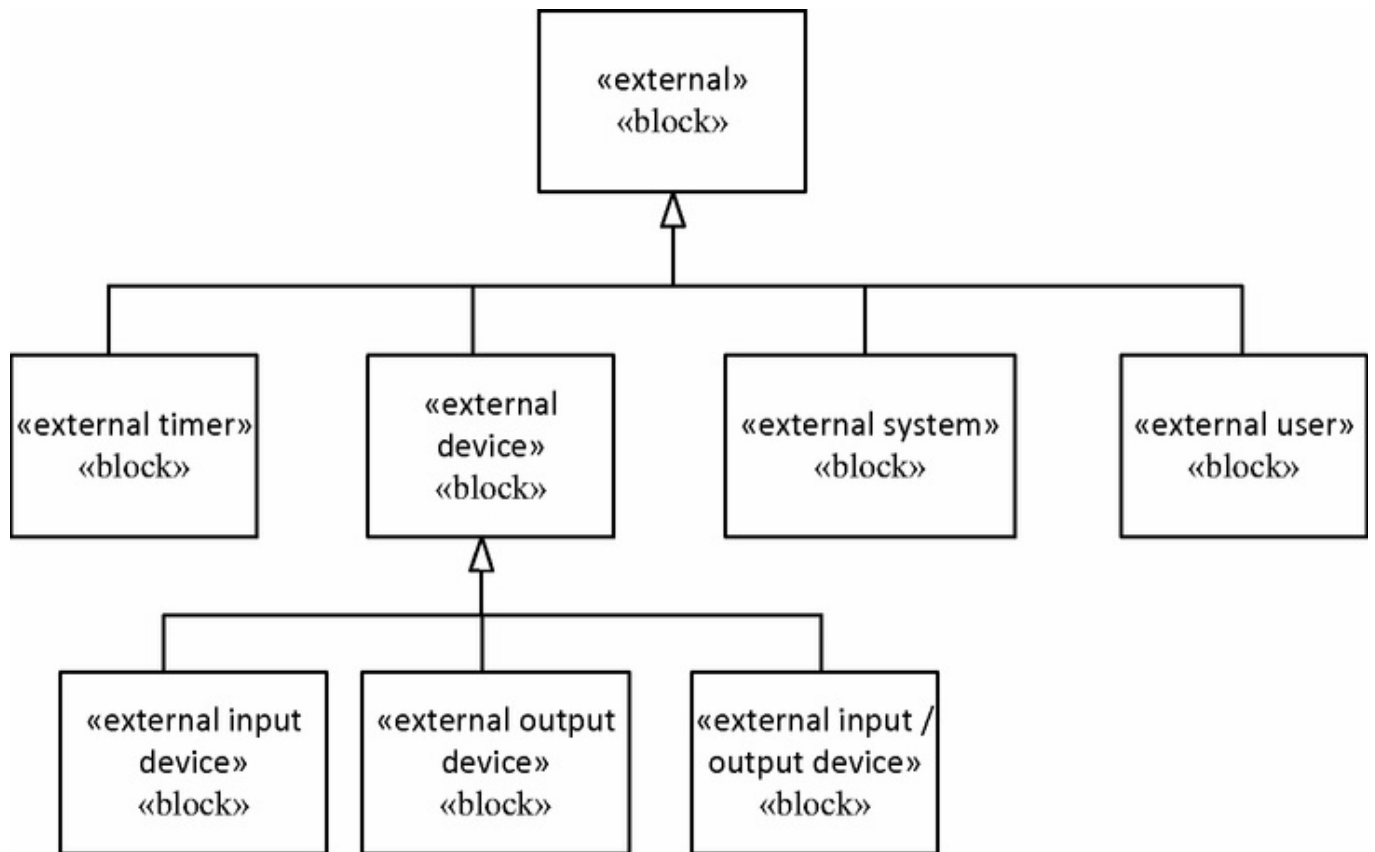 «external»
«block»
«external timer»
«block»
«external
device»
«block»
«external system»
«block»
«external user»
«block»
«external input
device»
«block»
«external output
device»
«block»
«external input /
output device»
«block»